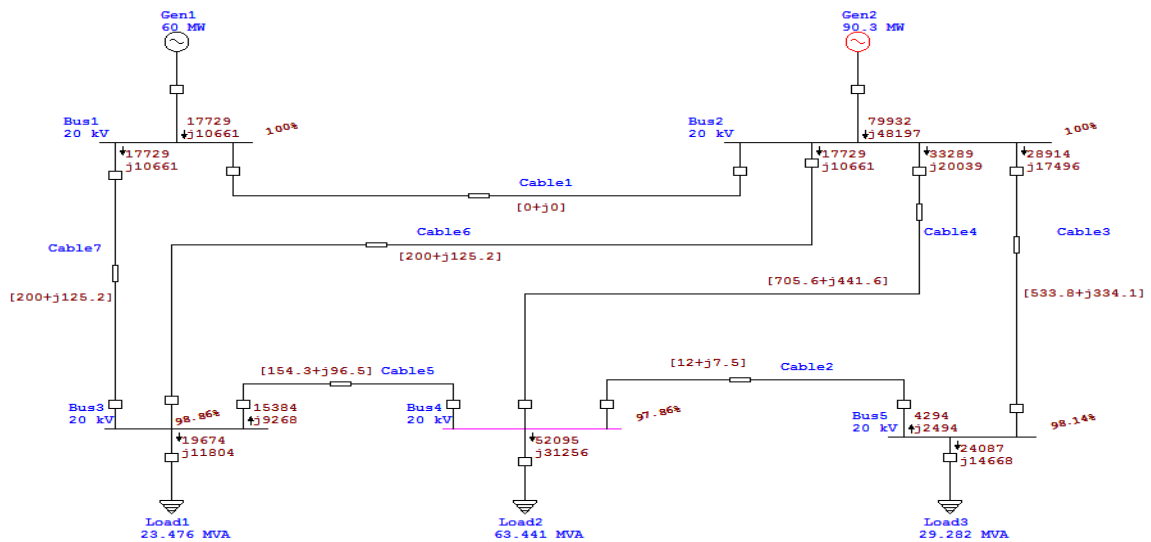 Gen1
60 MW
Gen2
90.3 MW
Bus1
20 kV
17729
j10661
100%
Bus2
20 kV
79932
j48197
100%
17729
j10661
17729
j10661
33289
j20039
28914
j17496
Cable1
[0+j0]
Cable7
Cable6
[200+j125.2]
Cable4
Cable3
[200+j125.2]
[705.6+j441.6]
[533.8+j334.1]
[154.3+j96.5]
Cable5
[12+j7.5]
Cable2
Bus3
20 kV
98.86%
15384
j9268
Bus4
20 kV
97.86%
Bus5
20 kV
4294
j2494
98.14%
19674
j11804
52095
j31256
24087
j14668
Load1
23.476 MVA
Load2
63.441 MVA
Load3
29.282 MVA